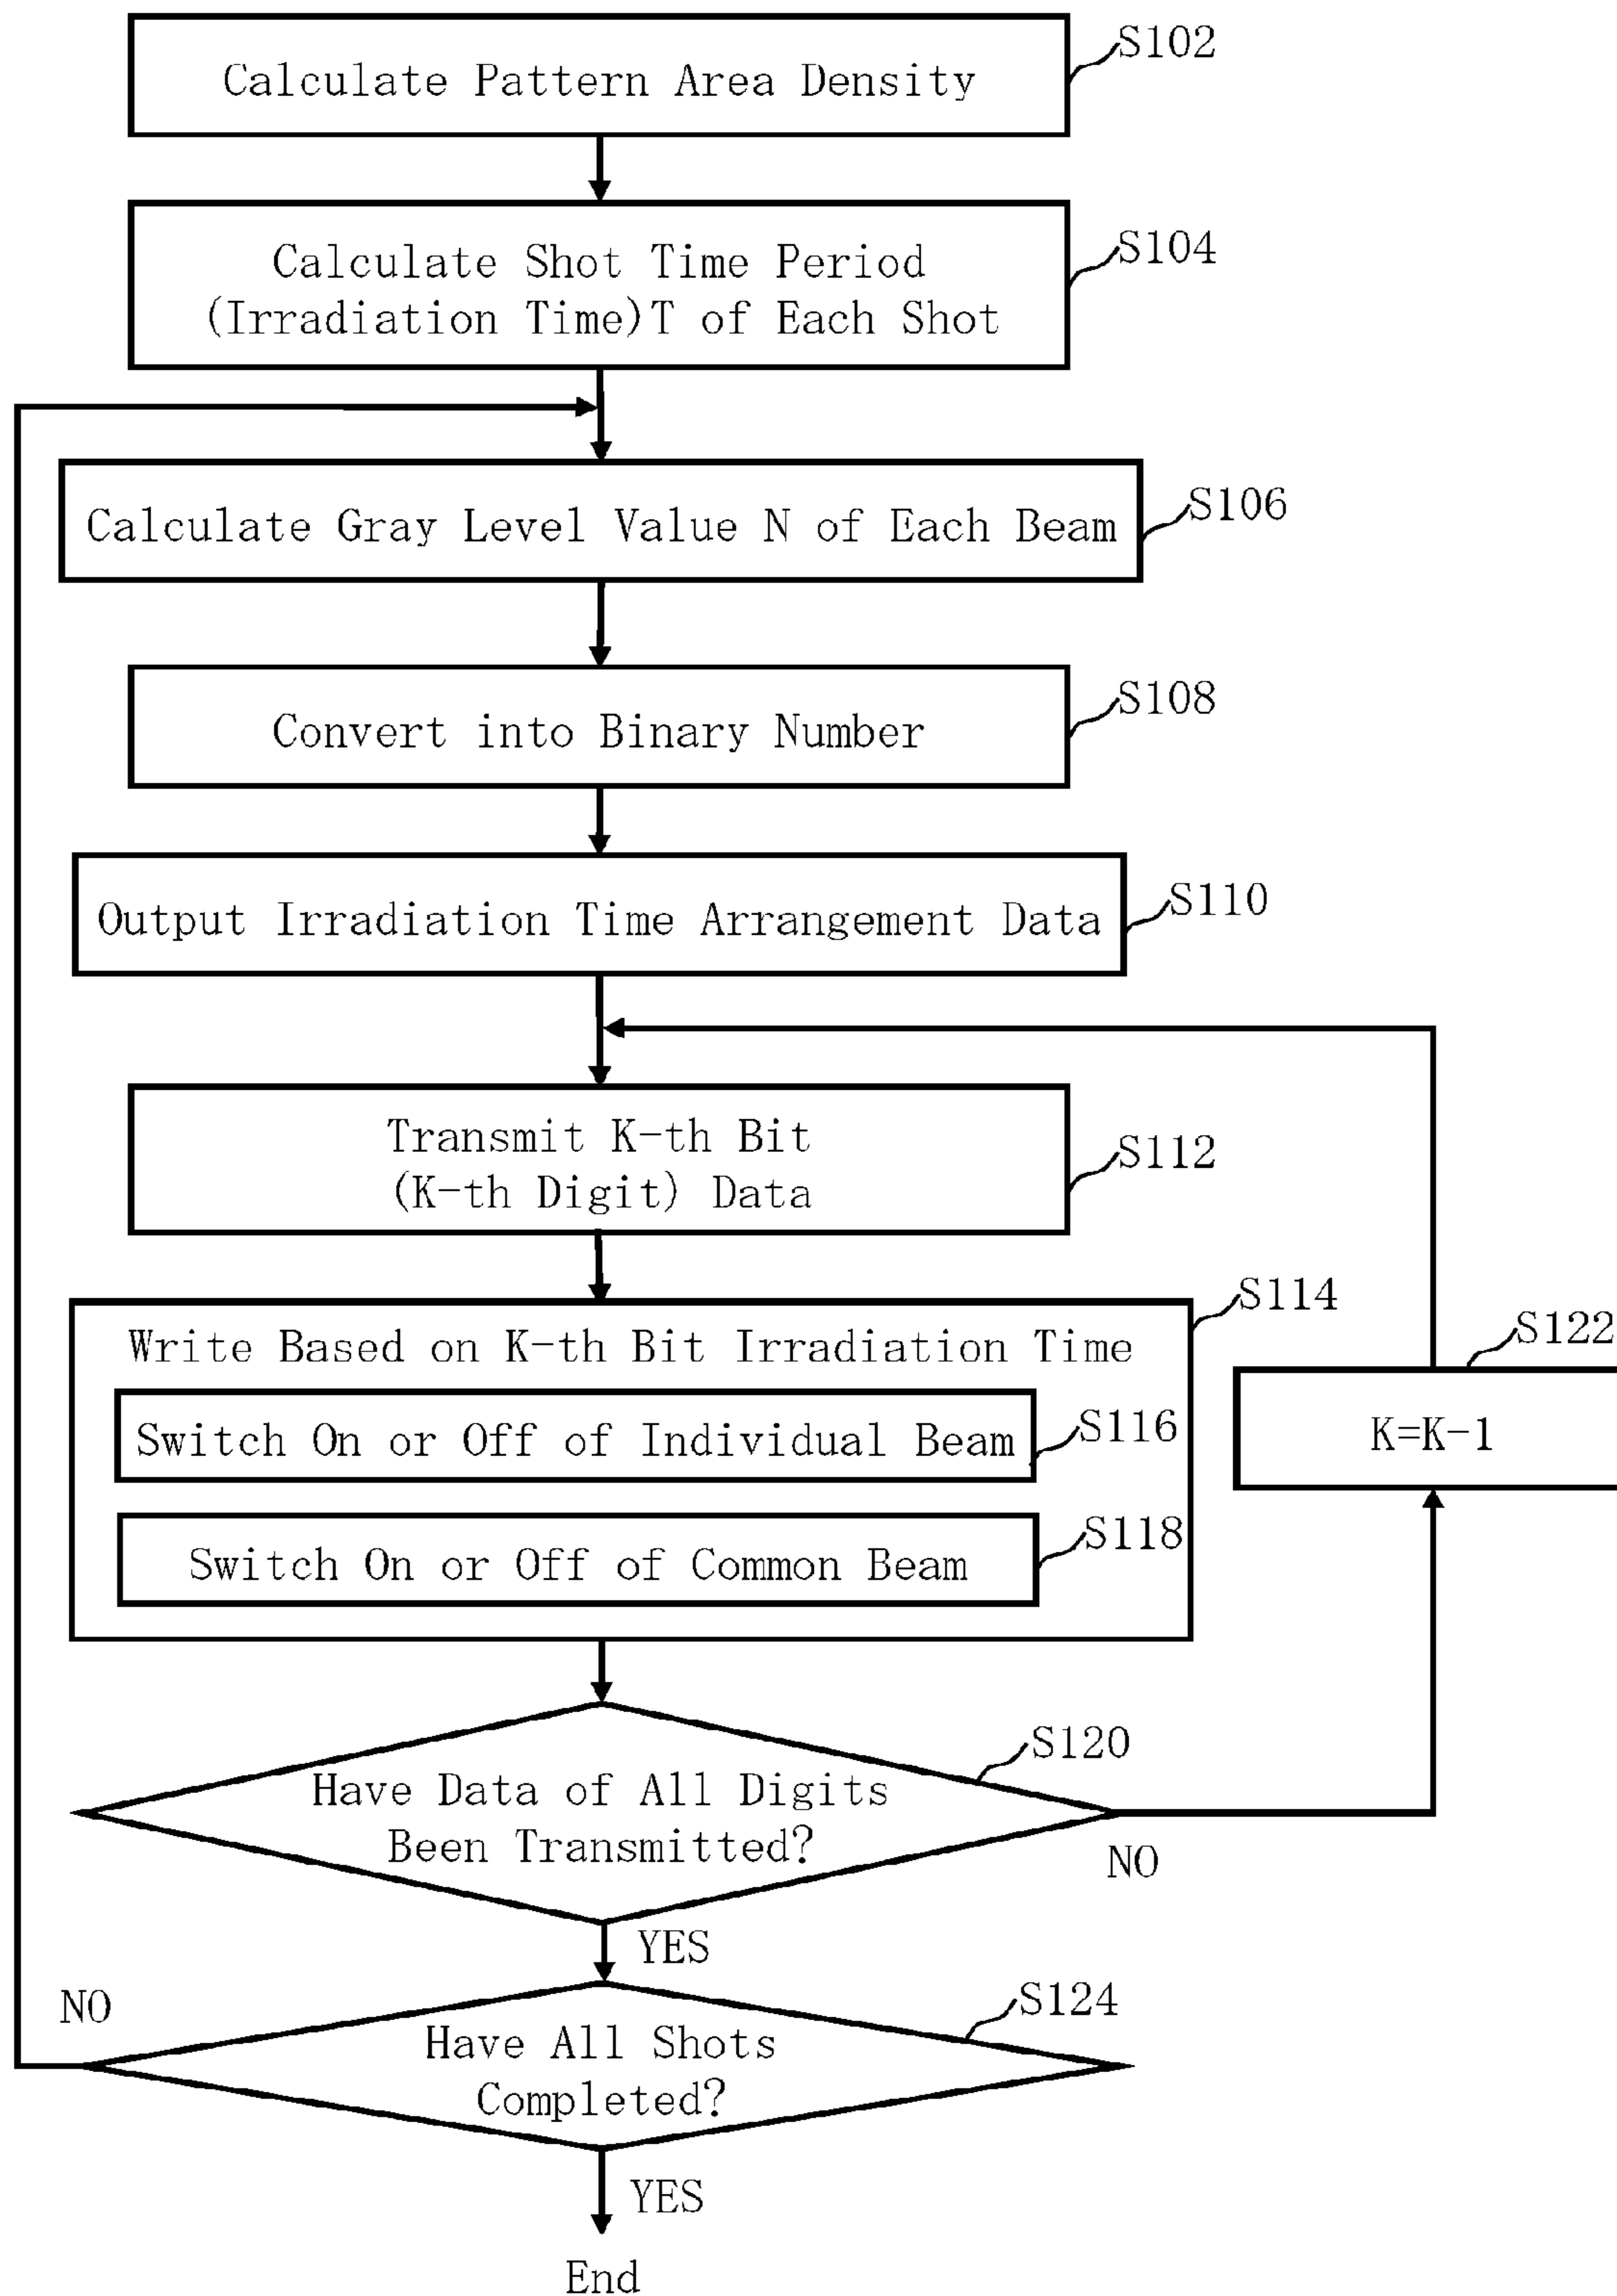 S102
Calculate Pattern Area Density
S104
Calculate Shot Time Period
(Irradiation Time)T of Each Shot
S106
Calculate Gray Level Value N of Each Beam
S108
Convert into Binary Number
S110
Output Irradiation Time Arrangement Data
S112
Transmit K-th Bit
(K-th Digit) Data
S114
Write Based on K-th Bit Irradiation Time
S122
K=K-1
S116
Switch On or Off of Individual Beam
S118
Switch On or Off of Common Beam
S120
Have Data of All Digits
Been Transmitted?
NO
YES
S124
NO
Have All Shots
Completed?
YES
End